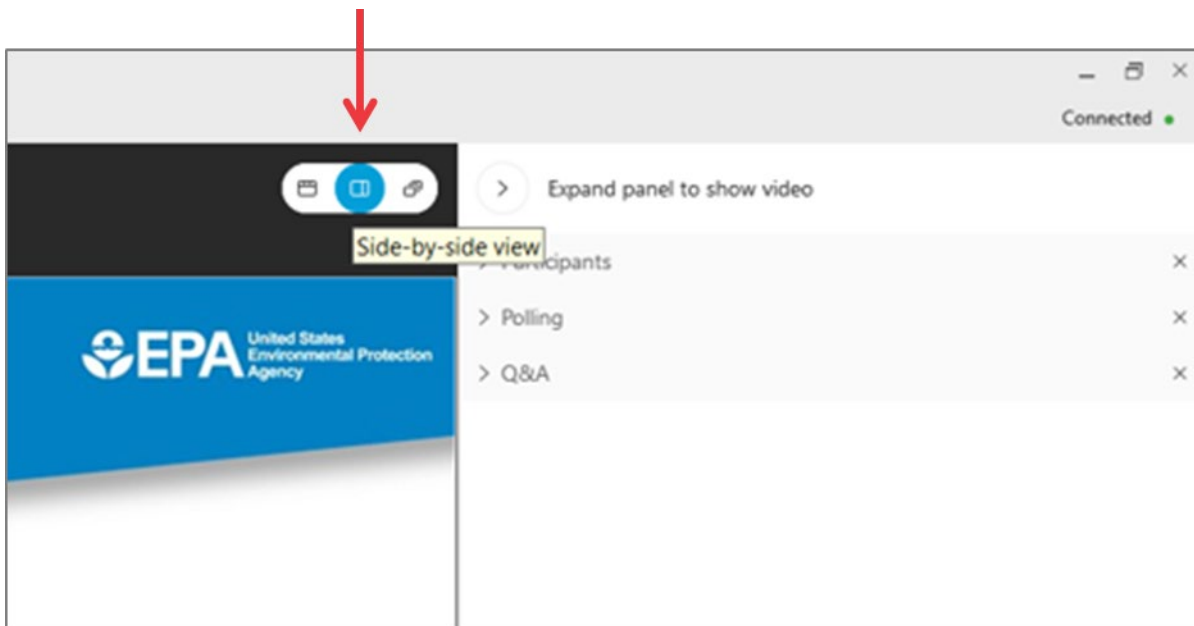 Connected
Expand panel to show video
Side-by-side view
Participants
Polling
Q&A
EPA
United States
Environmental Protection
Agency